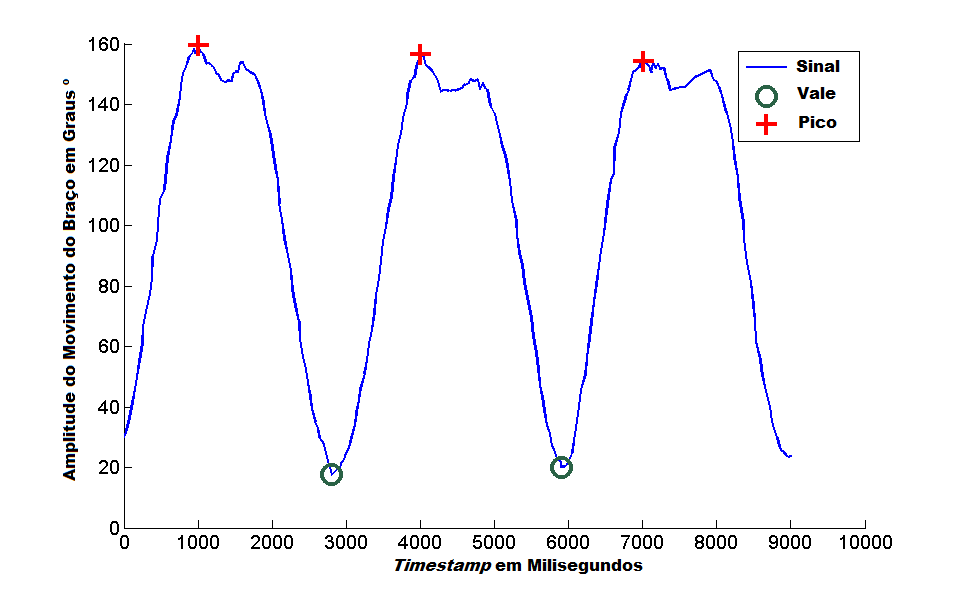 Amplitude do Movimento do Braço em Graus º
160
140
120
100
80
60
40
20
0
Sinal
Vale
Pico
0 1000 2000 3000 4000 5000 6000 7000 8000 9000 10000
Timestamp em Milisegundos